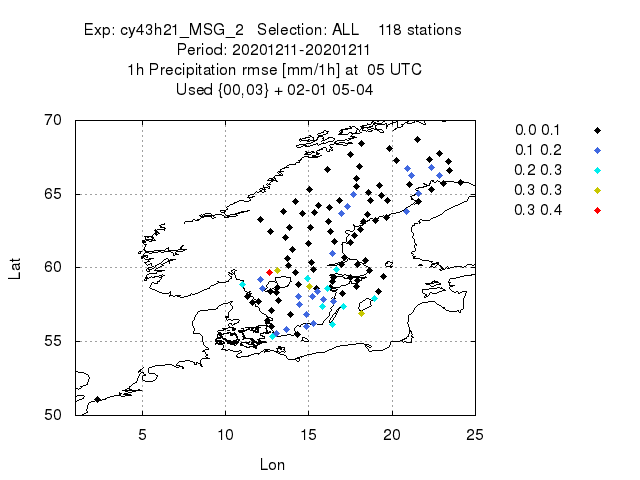 Exp: cy43h21_MSG_2   Selection: ALL    118 stations
Period: 20201211-20201211
1h Precipitation rmse [mm/1h] at  05 UTC
Used {00,03} + 02-01 05-04
70
65
60
55
50
Lat
5
10
15
20
25
Lon
0.0 0.1
0.1 0.2
0.2 0.3
0.3 0.3
0.3 0.4